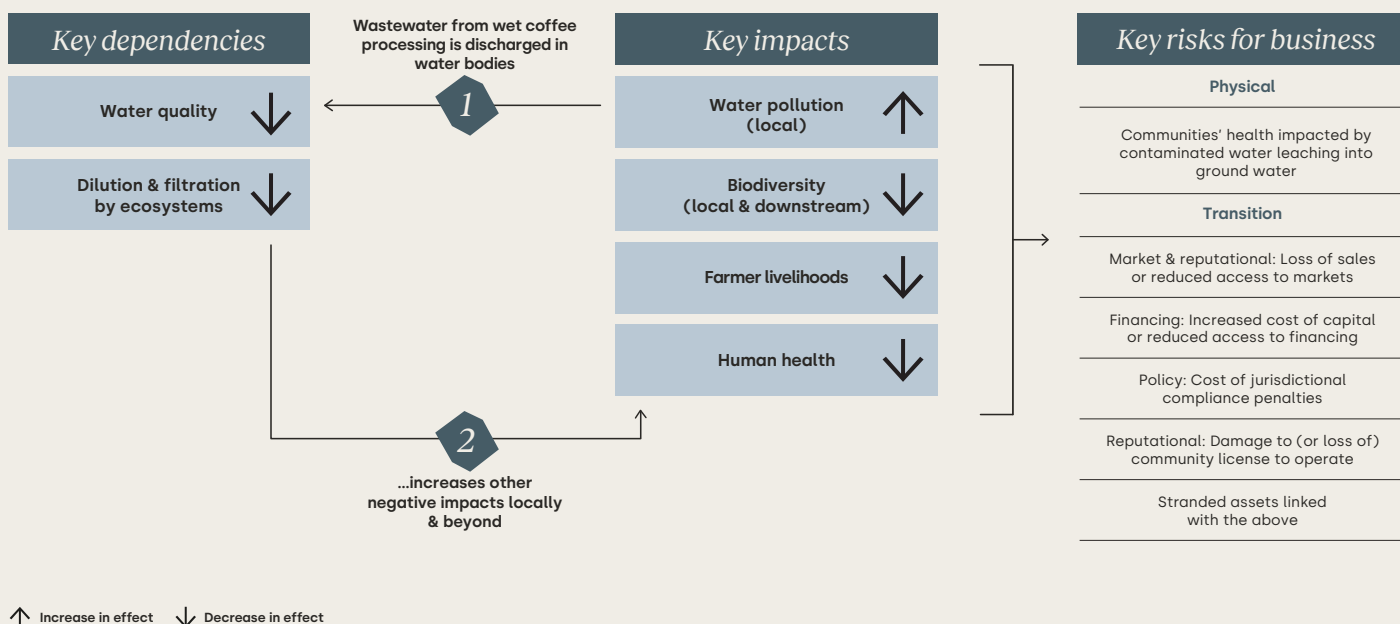 Key dependencies
Water quality
Dilution & filtration
by ecosystems
Wastewater from wet coffee
processing is discharged in
water bodies
1
2
...increases other
negative impacts locally
& beyond
Key impacts
Water pollution
(local)
Biodiversity
(local & downstream)
Farmer livelihoods
Human health
Key risks for business
Physical
Communities’ health impacted by
contaminated water leaching into
ground water
Transition
Market & reputational: Loss of sales
or reduced access to markets
Financing: Increased cost of capital
or reduced access to financing
Policy: Cost of jurisdictional
compliance penalties
Reputational: Damage to (or loss of)
community license to operate
Stranded assets linked
with the above
Increase in effect
Decrease in effect